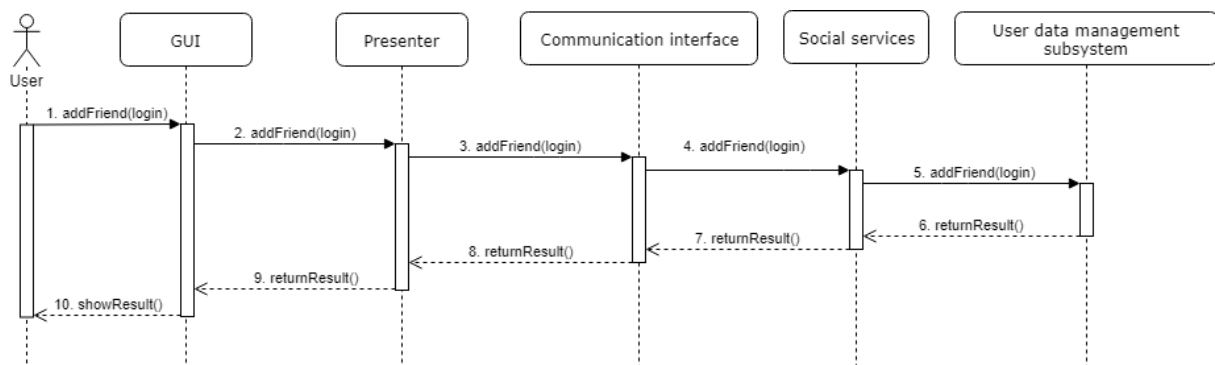 User
GUI
Presenter
Communication interface
Social services
User data management
subsystem
1. addFriend(login)
2. addFriend(login)
3. addFriend(login)
4. addFriend(login)
5. addFriend(login)
6. returnResult()
7. returnResult()
8. returnResult()
9. returnResult()
10. showResult()